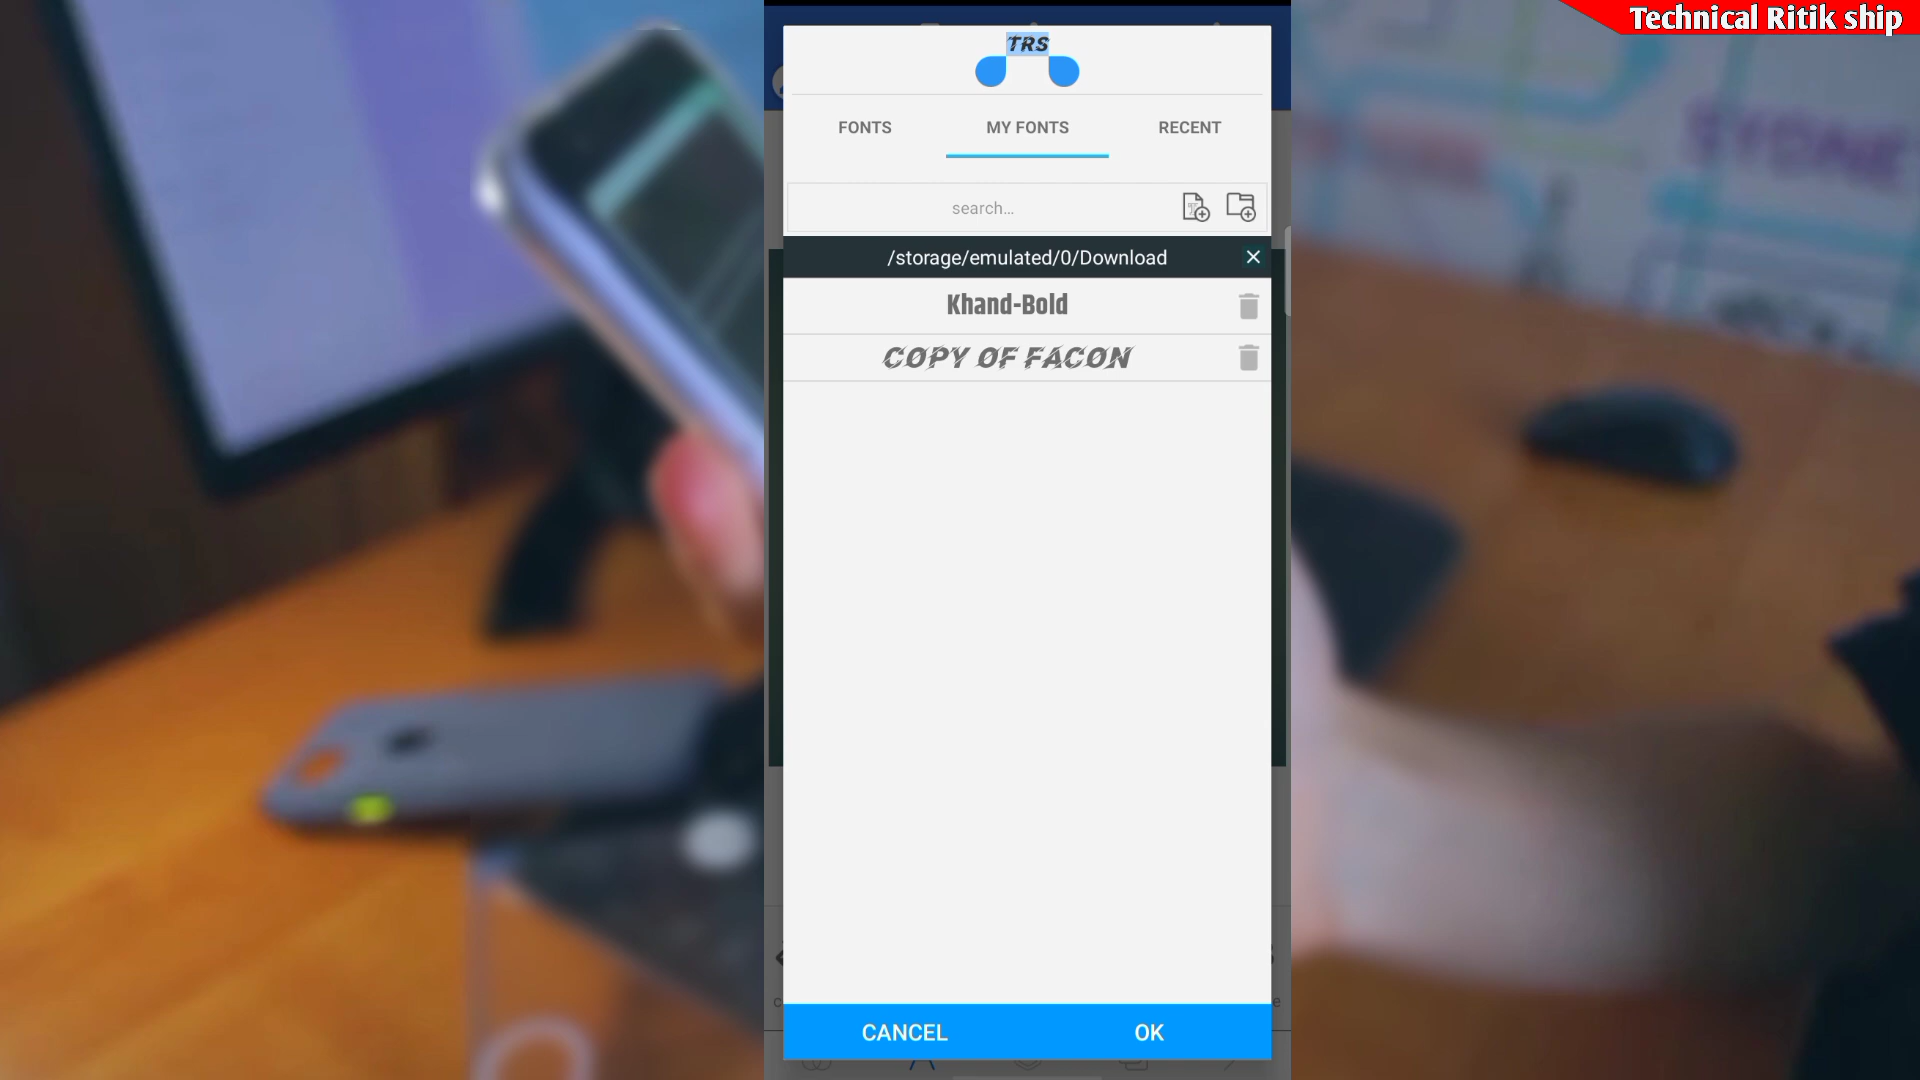 Technical Ritik ship
TRS
FONTS MY FONTS RECENT
search...
/storage/emulated/0/Download
Khand-Bold
COPY OF FACON
CANCEL OK